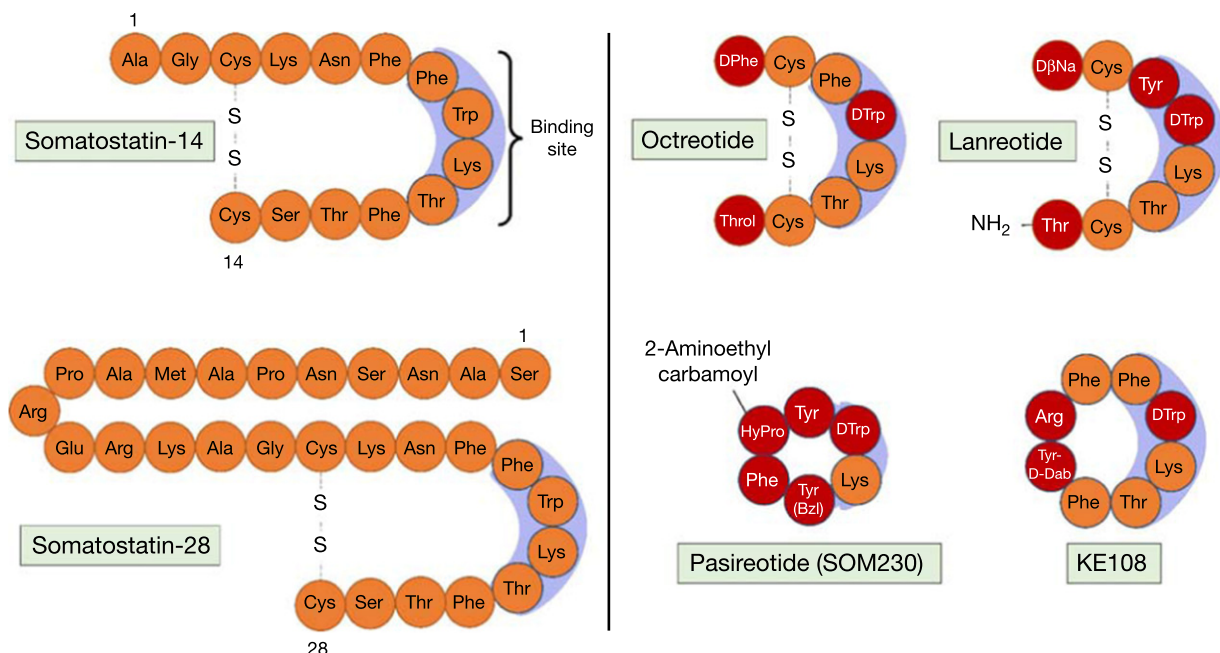 1
Ala Gly Cys Lys Asn Phe
Phe
Trp
Lys
Thr
S
S
Cys Ser Thr Phe
14
Somatostatin-14
Binding
site
1
Pro Ala Met Ala Pro Asn Ser Asn Ala Ser
Arg
Glu Arg Lys Ala Gly Cys Lys Asn Phe
Phe
Trp
Lys
Thr
S
S
Cys Ser Thr Phe
28
Somatostatin-28
DPhe Cys Phe
DTrp
Lys
S
S
Throl Cys Thr
Octreotide
DβNa Cys Tyr
DTrp
Lys
S
S
NH₂ Thr Cys Thr
Lanreotide
2-Aminoethyl
carbamoyl
HyPro Tyr DTrp
Phe Tyr Lys
(Bzl)
Pasireotide (SOM230)
Phe Phe
Arg DTrp
Tyr-
D-Dab
Lys
Phe Thr
KE108